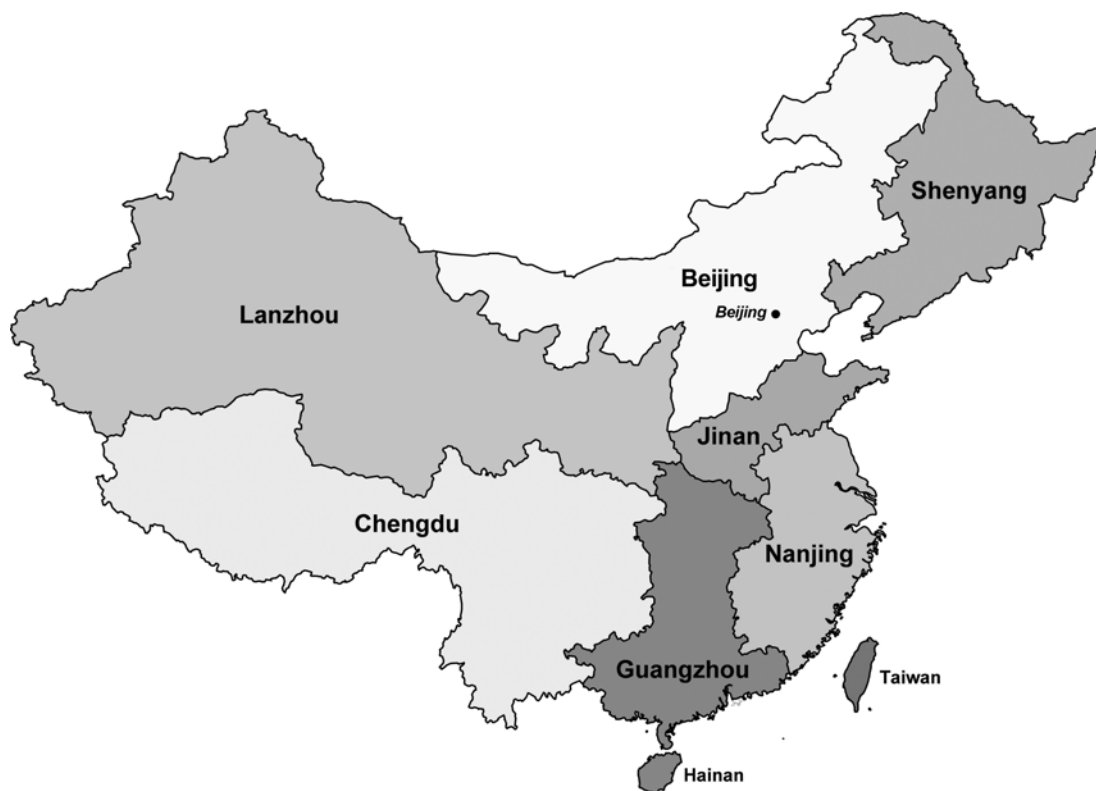 Shenyang
Beijing
Beijing
Lanzhou
Jinan
Chengdu
Nanjing
Guangzhou
Taiwan
Hainan